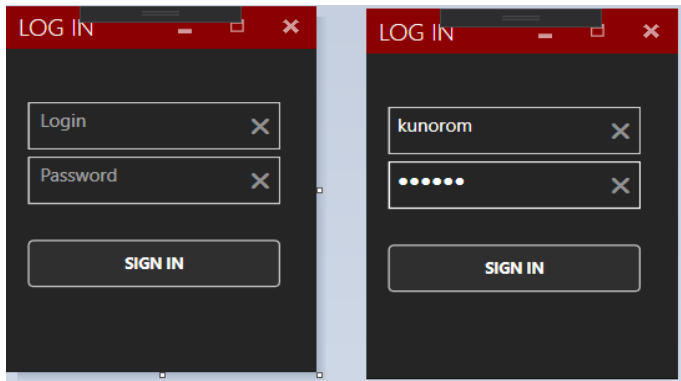 LOG IN
Login
Password
SIGN IN
LOG IN
kunorom
••••••
SIGN IN